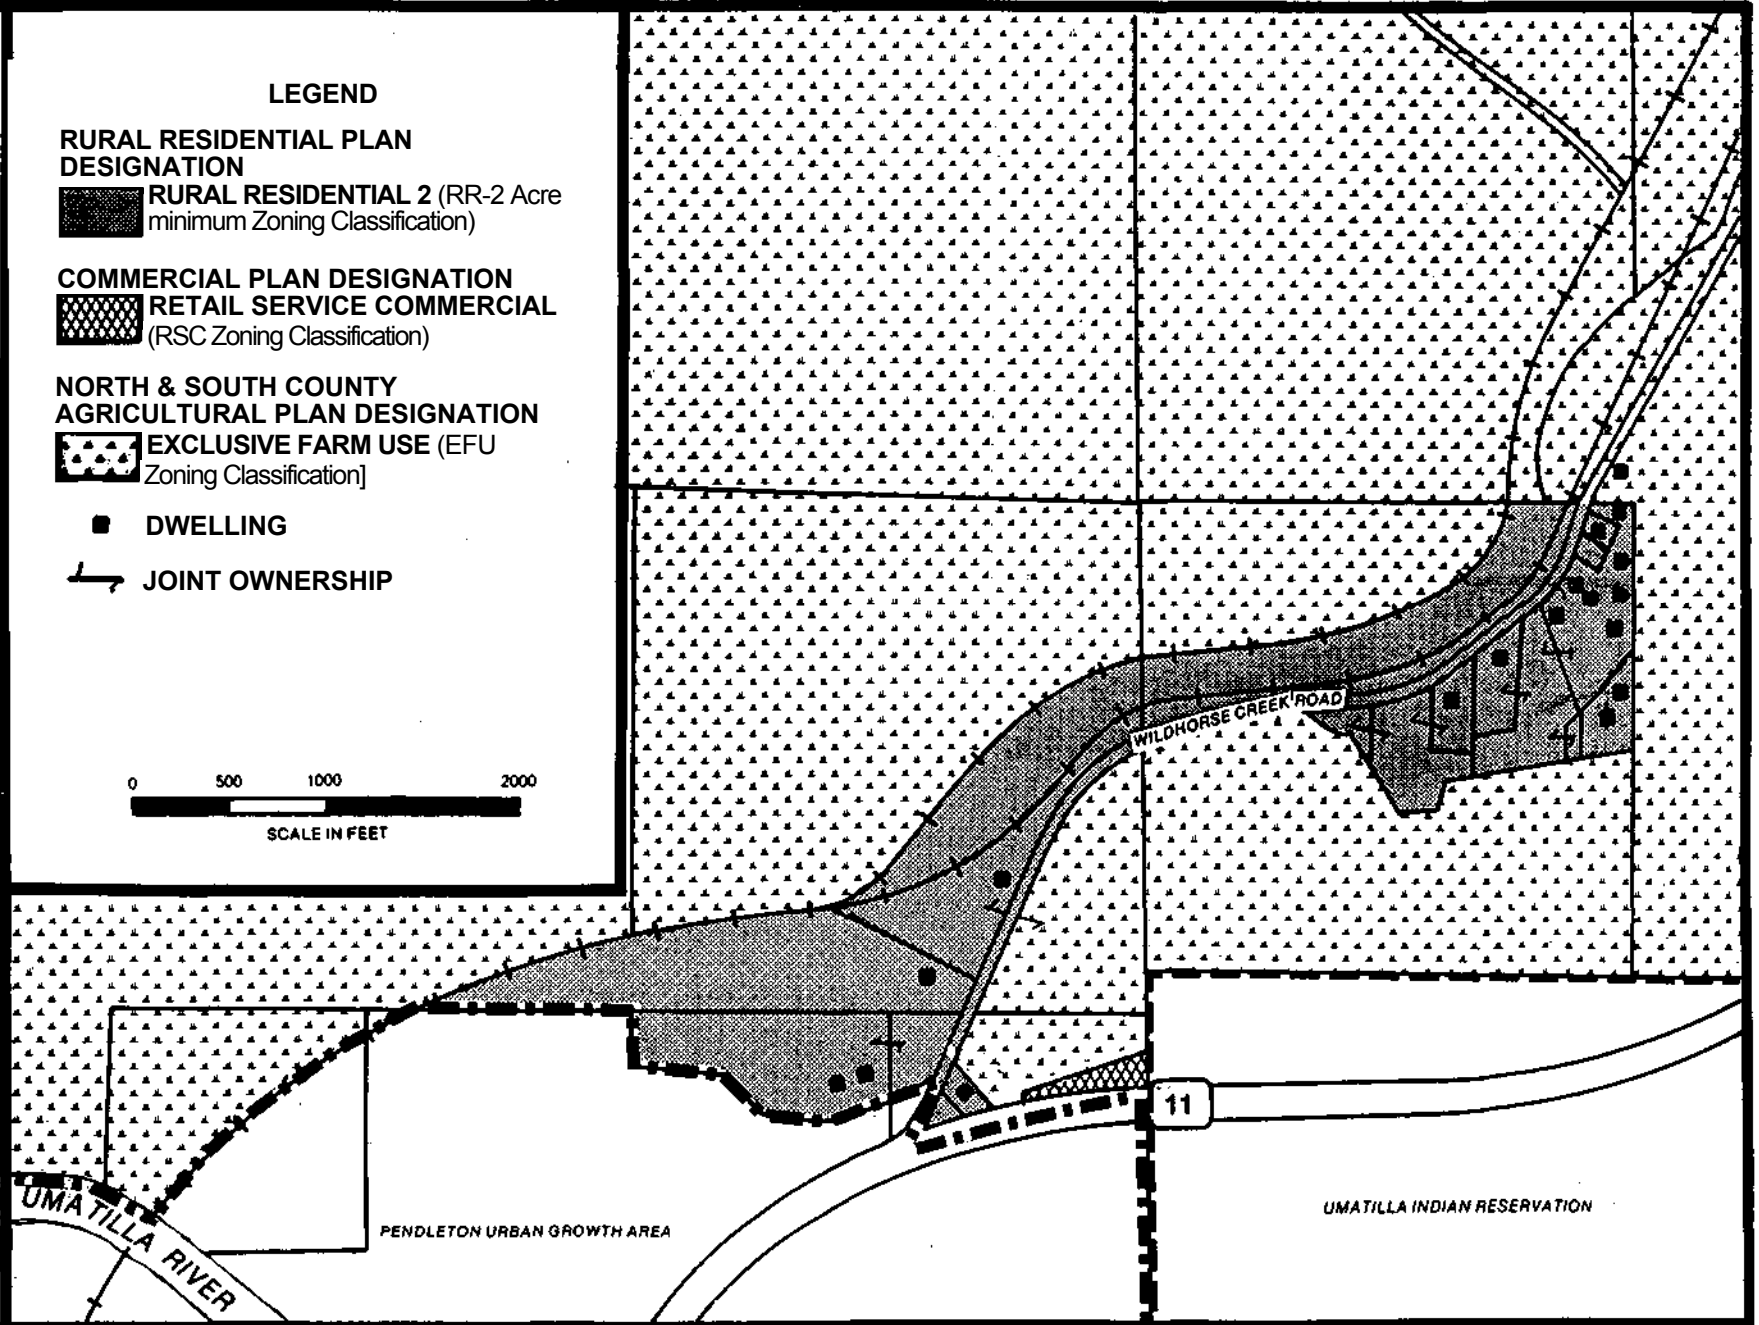 LEGEND
RURAL RESIDENTIAL PLAN
DESIGNATION
RURAL RESIDENTIAL 2 (RR-2 Acre
minimum Zoning Classification)
COMMERCIAL PLAN DESIGNATION
RETAIL SERVICE COMMERCIAL
(RSC Zoning Classification)
NORTH & SOUTH COUNTY
AGRICULTURAL PLAN DESIGNATION
EXCLUSIVE FARM USE (EFU
Zoning Classification]
DWELLING
JOINT OWNERSHIP
0 500 1000 2000
SCALE IN FEET
WILDHORSE CREEK ROAD
11
UMATILLA RIVER
PENDLETON URBAN GROWTH AREA
UMATILLA INDIAN RESERVATION